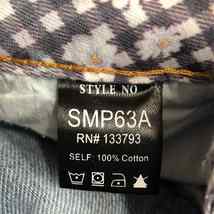 STYLE NO
SMP63A
RN# 133793
SELF: 100% Cotton